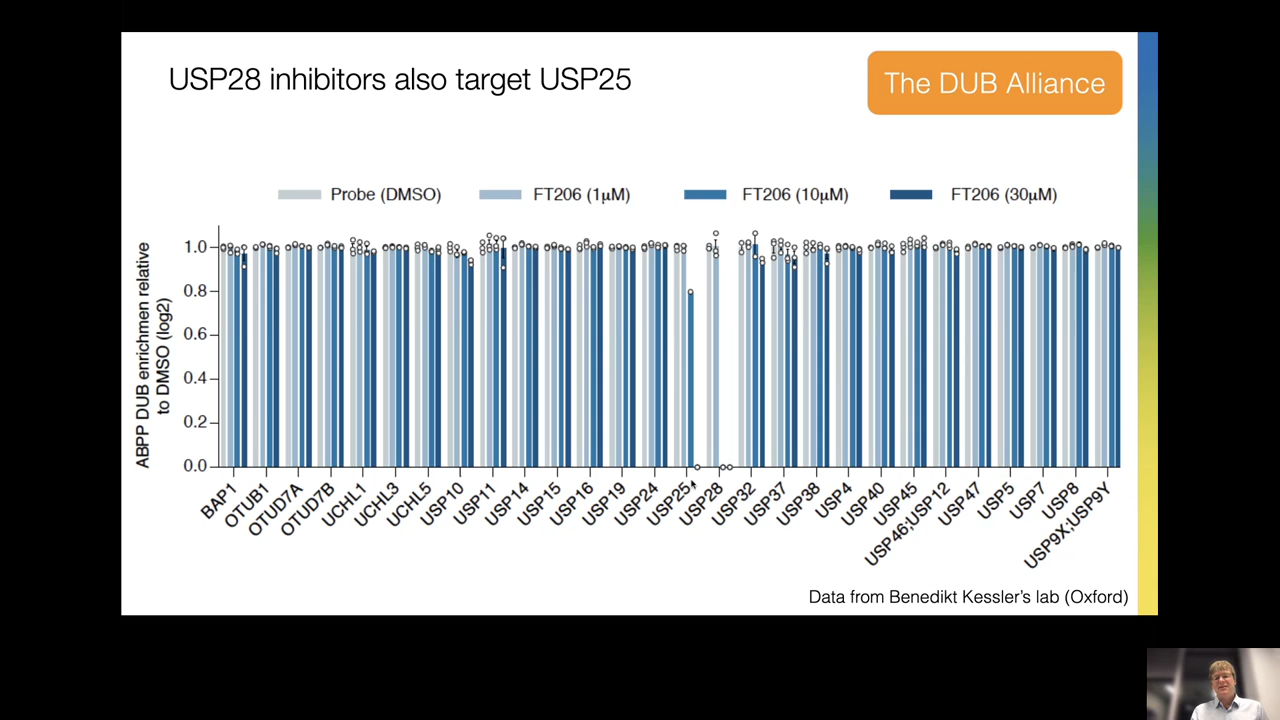 USP28 inhibitors also target USP25
The DUB Alliance
Probe (DMSO)
FT206 (1μM)
FT206 (10μM)
FT206 (30μM)
ABPP DUB enrichmen relative
to DMSO (log2)
1.0
0.8
0.6
0.4
0.2
0.0
BAP1
OTUB1
OTUD7A
OTUD7B
UCHL1
UCHL3
UCHL5
USP10
USP11
USP14
USP15
USP16
USP19
USP24
USP25
USP28
USP32
USP37
USP38
USP4
USP40
USP45
USP46;USP12
USP47
USP5
USP7
USP8
USP9X;USP9Y
Data from Benedikt Kessler's lab (Oxford)